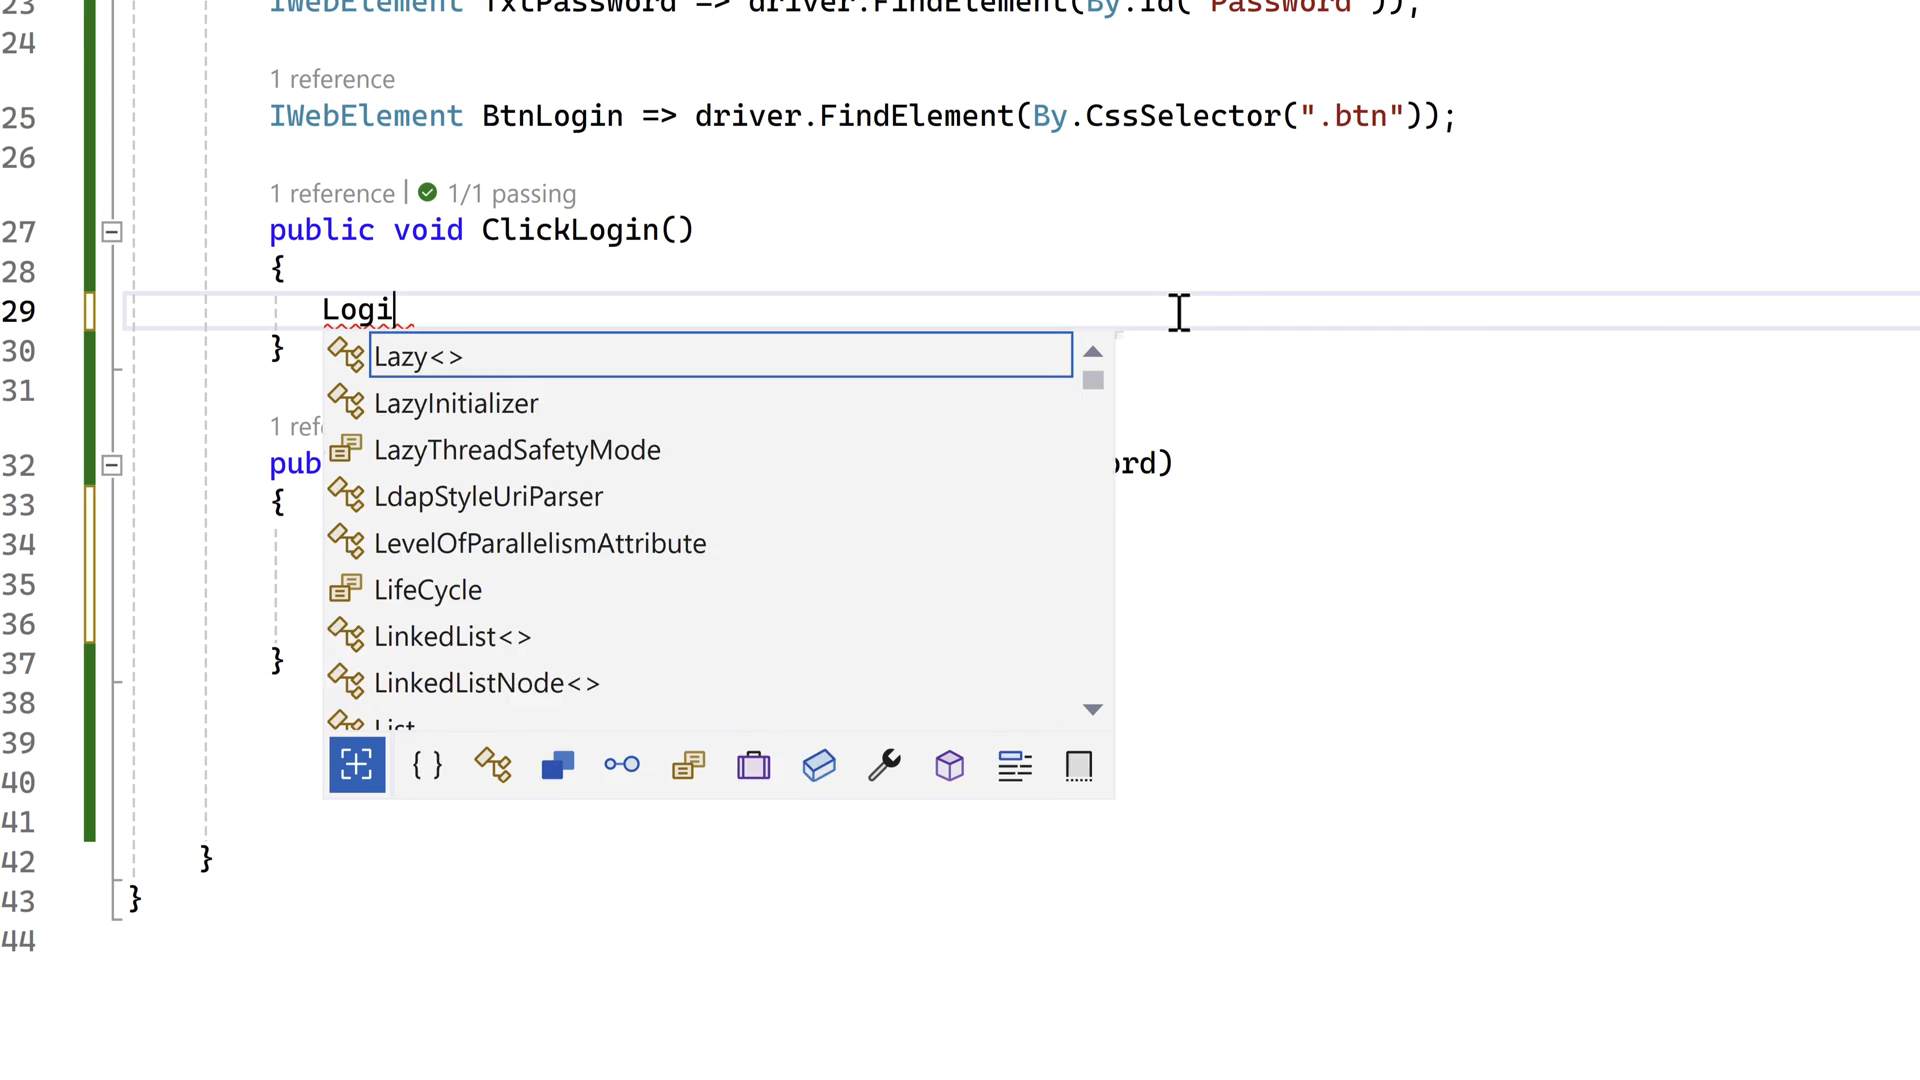 23 IWebElement TxtPassword => driver.FindElement(By.Id("Password"));
24
1 reference
25 IWebElement BtnLogin => driver.FindElement(By.CssSelector(".btn"));
26
1 reference | 1/1 passing
27 public void ClickLogin()
28 {
29 Logi
30 }
Lazy<>
31
LazyInitializer
1 ref
LazyThreadSafetyMode
32 pub ord)
33 {
LdapStyleUriParser
34
LevelOfParallelismAttribute
35
LifeCycle
36
LinkedList<>
37 }
LinkedListNode<>
38
List
39
{ }
40
41
42 }
43 }
44